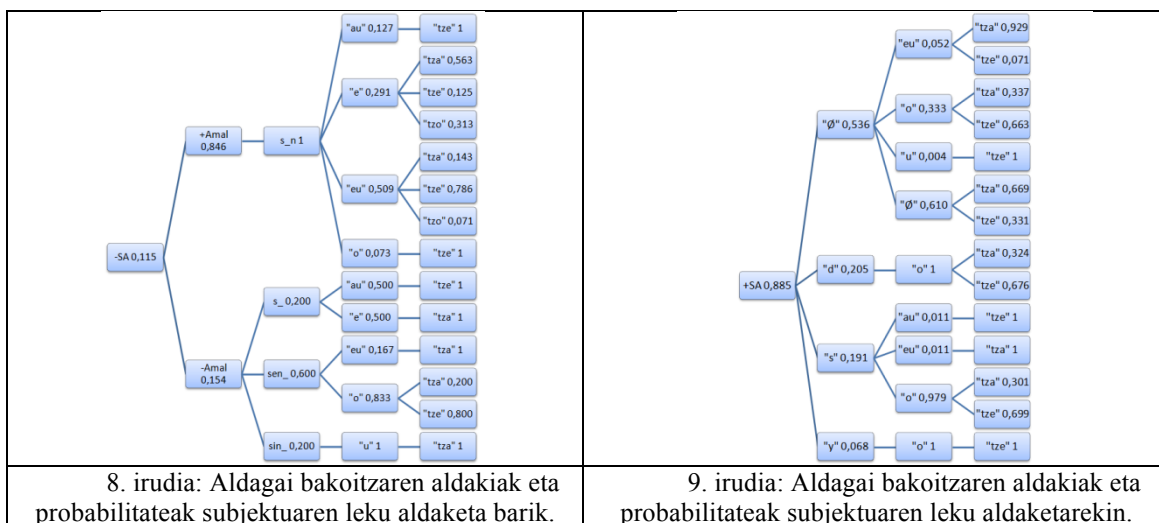 -SA 0,115
+Amal
0,846
s_n 1
"au" 0,127
"tze" 1
"e" 0,291
"tza" 0,563
"tze" 0,125
"tzo" 0,313
"eu" 0,509
"tza" 0,143
"tze" 0,786
"tzo" 0,071
"o" 0,073
"tze" 1
-Amal
0,154
s_ 0,200
"au" 0,500
"tze" 1
"e" 0,500
"tza" 1
sen_ 0,600
"eu" 0,167
"tza" 1
"o" 0,833
"tza" 0,200
"tze" 0,800
sin_ 0,200
"u" 1
"tza" 1
8. irudia: Aldagai bakoitzaren aldakiak eta
probabilitateak subjektuaren leku aldaketa barik.
+SA 0,885
"Ø" 0,536
"eu" 0,052
"tza" 0,929
"tze" 0,071
"o" 0,333
"tza" 0,337
"tze" 0,663
"u" 0,004
"tze" 1
"Ø" 0,610
"tza" 0,669
"tze" 0,331
"d" 0,205
"o" 1
"tza" 0,324
"tze" 0,676
"s" 0,191
"au" 0,011
"tze" 1
"eu" 0,011
"tza" 1
"o" 0,979
"tza" 0,301
"tze" 0,699
"y" 0,068
"o" 1
"tze" 1
9. irudia: Aldagai bakoitzaren aldakiak eta
probabilitateak subjektuaren leku aldaketarekin.